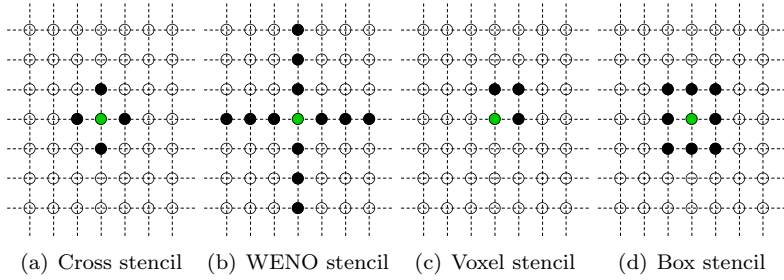 (a) Cross stencil
(b) WENO stencil
(c) Voxel stencil
(d) Box stencil